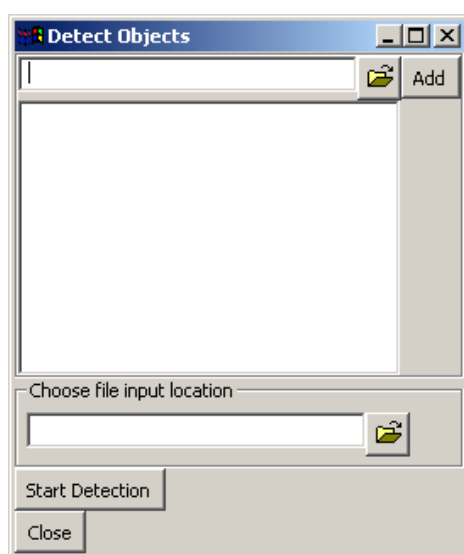 Detect Objects
Add
Choose file input location
Start Detection
Close